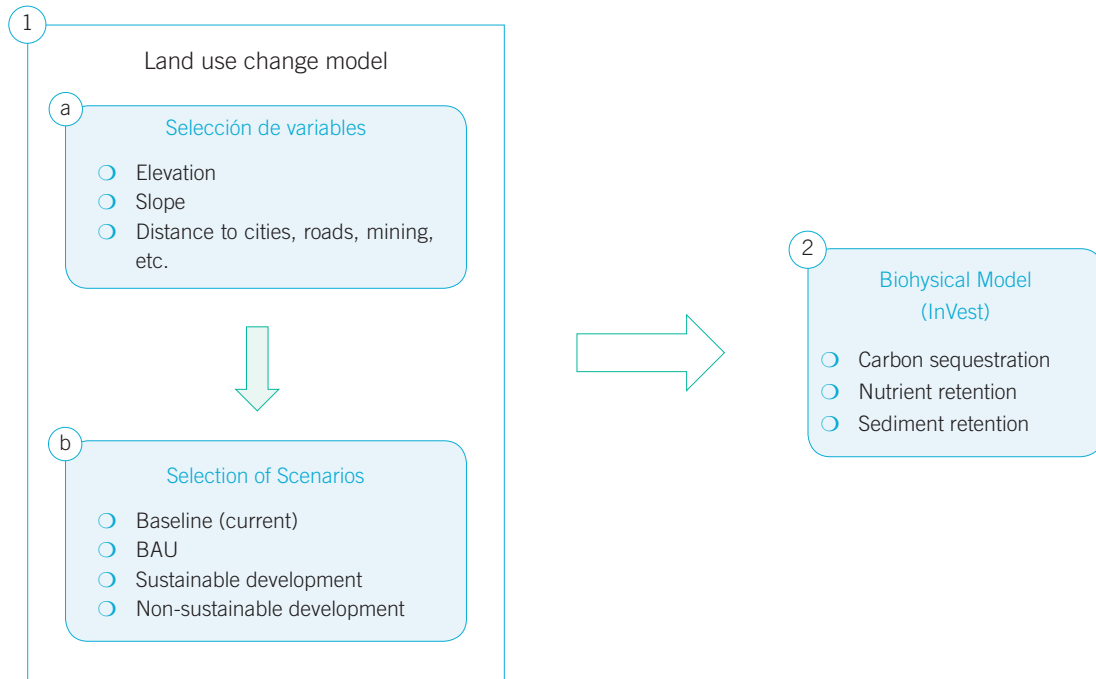 1
Land use change model
a
Selección de variables
❍ Elevation
❍ Slope
❍ Distance to cities, roads, mining,
etc.
b
Selection of Scenarios
❍ Baseline (current)
❍ BAU
❍ Sustainable development
❍ Non-sustainable development
2
Biohysical Model
(InVest)
❍ Carbon sequestration
❍ Nutrient retention
❍ Sediment retention